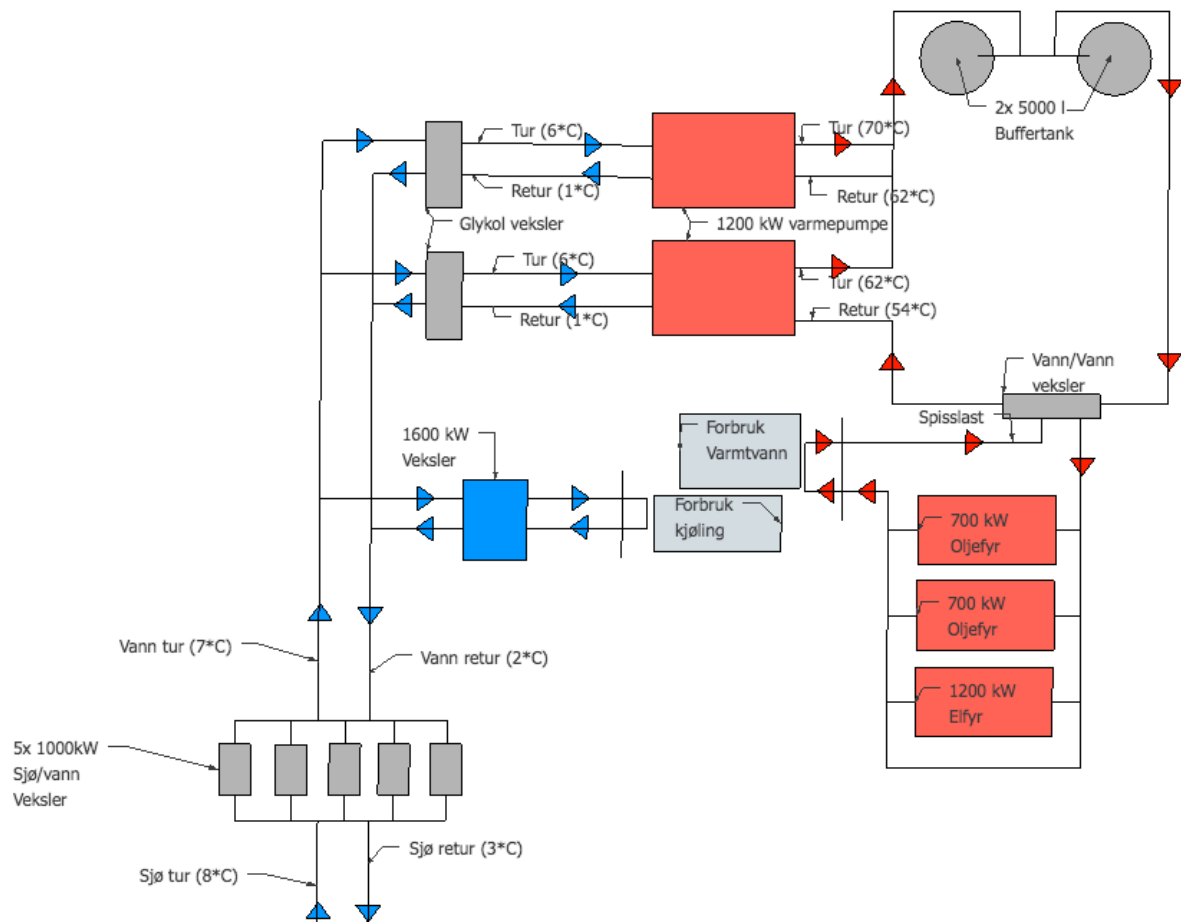 2x 5000 l
Buffertank
Tur (6*C)
Tur (70*C)
Retur (1*C)
Retur (62*C)
Glykol veksler
1200 kW varmepumpe
Tur (6*C)
Tur (62*C)
Retur (1*C)
Retur (54*C)
Vann/Vann
veksler
Spisslast
1600 kW
Veksler
Forbruk
Varmtvann
Forbruk
kjøling
700 kW
Oljefyr
700 kW
Oljefyr
1200 kW
Elfyr
Vann tur (7*C)
Vann retur (2*C)
5x 1000kW
Sjø/vann
Veksler
Sjø retur (3*C)
Sjø tur (8*C)